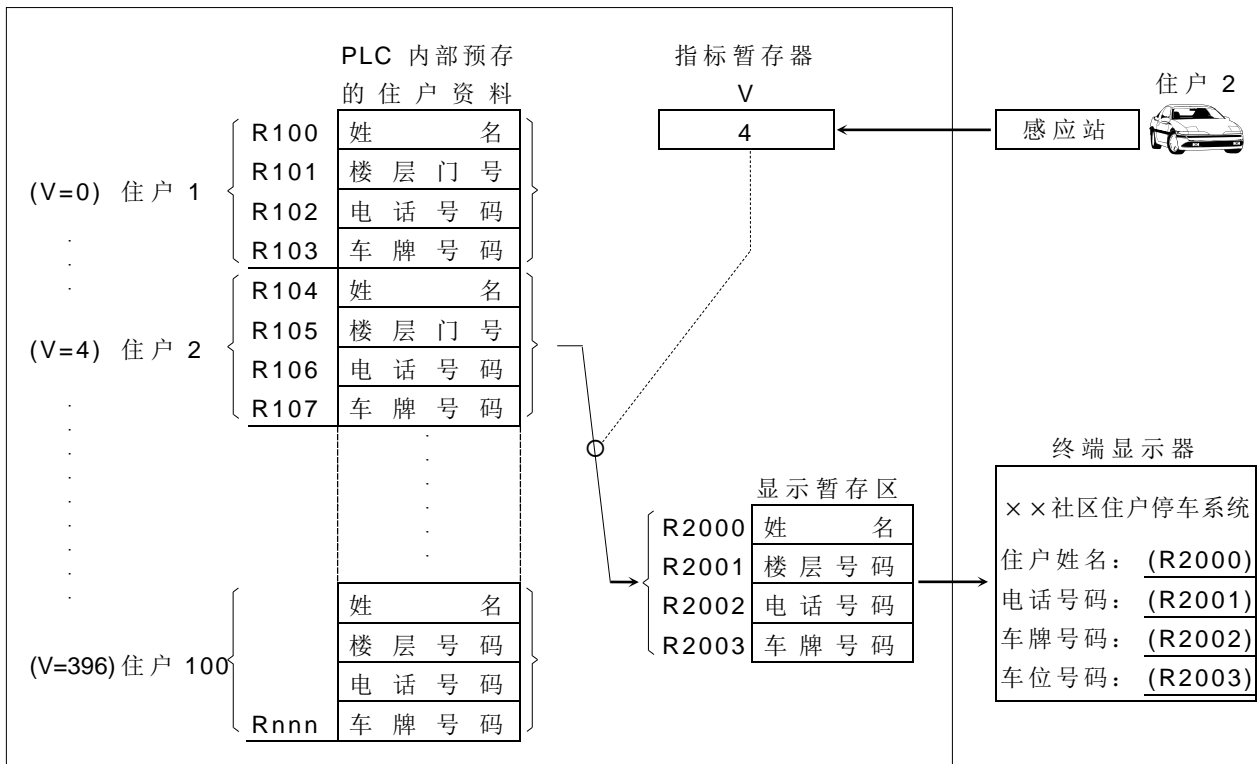 PLC 内部预存
的住户资料
指标暂存器
V
4
感应站
住户 2
(V=0) 住户 1
R100 姓名
R101 楼层门号
R102 电话号码
R103 车牌号码
(V=4) 住户 2
R104 姓名
R105 楼层门号
R106 电话号码
R107 车牌号码
(V=396) 住户 100
姓名
楼层号码
电话号码
Rnnn 车牌号码
显示暂存区
R2000 姓名
R2001 楼层号码
R2002 电话号码
R2003 车牌号码
终端显示器
××社区住户停车系统
住户姓名： (R2000)
电话号码： (R2001)
车牌号码： (R2002)
车位号码： (R2003)